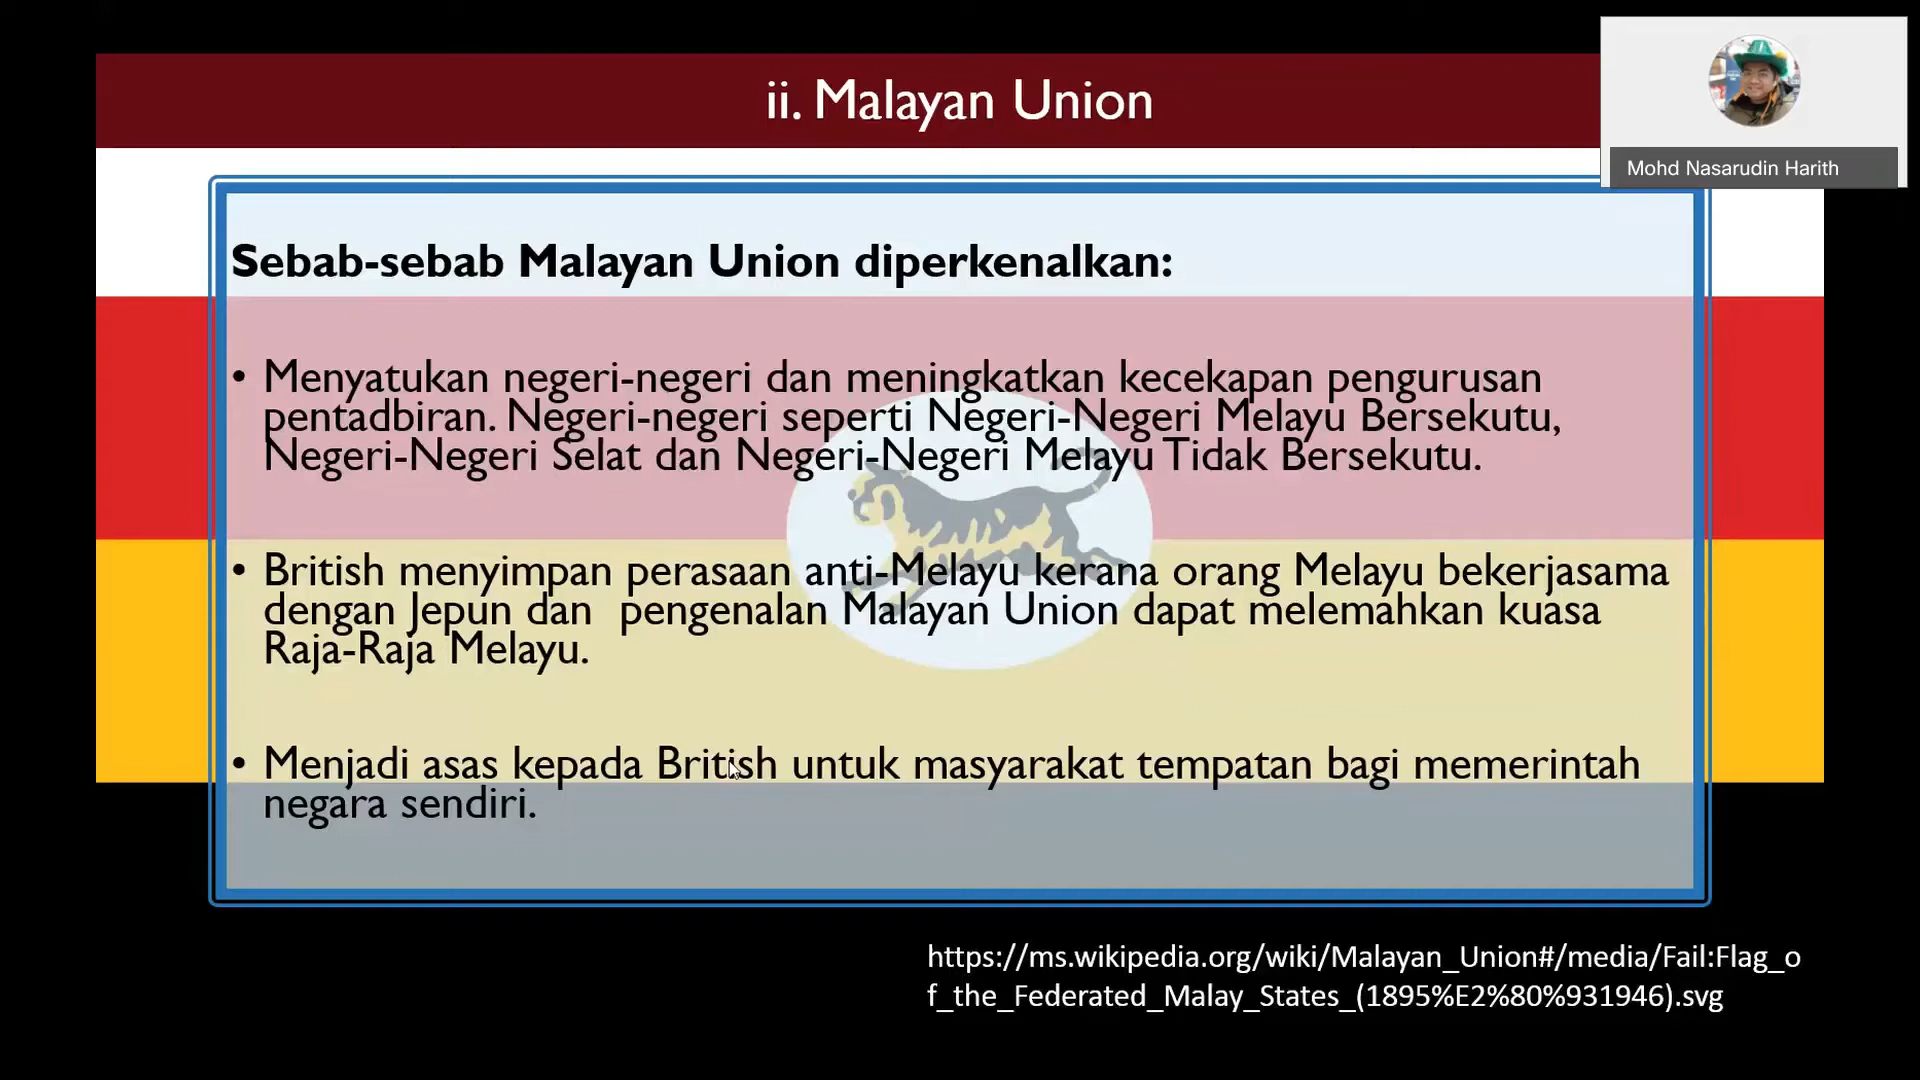 ii. Malayan Union
Mohd Nasarudin Harith
Sebab-sebab Malayan Union diperkenalkan:
• Menyatukan negeri-negeri dan meningkatkan kecekapan pengurusan
pentadbiran. Negeri-negeri seperti Negeri-Negeri Melayu Bersekutu,
Negeri-Negeri Selat dan Negeri-Negeri Melayu Tidak Bersekutu.
• British menyimpan perasaan anti-Melayu kerana orang Melayu bekerjasama
dengan Jepun dan  pengenalan Malayan Union dapat melemahkan kuasa
Raja-Raja Melayu.
• Menjadi asas kepada British untuk masyarakat tempatan bagi memerintah
negara sendiri.
https://ms.wikipedia.org/wiki/Malayan_Union#/media/Fail:Flag_o
f_the_Federated_Malay_States_(1895%E2%80%931946).svg